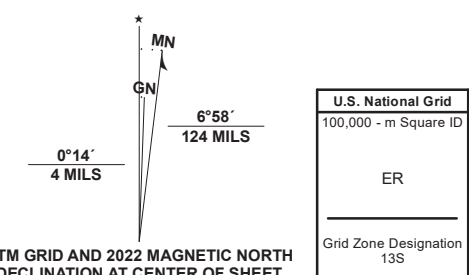 MN
GN
6°58´
124 MILS
0°14´
4 MILS
TM GRID AND 2022 MAGNETIC NORTH
DECLINATION AT CENTER OF SHEET
U.S. National Grid
100,000 - m Square ID
ER
Grid Zone Designation
13S